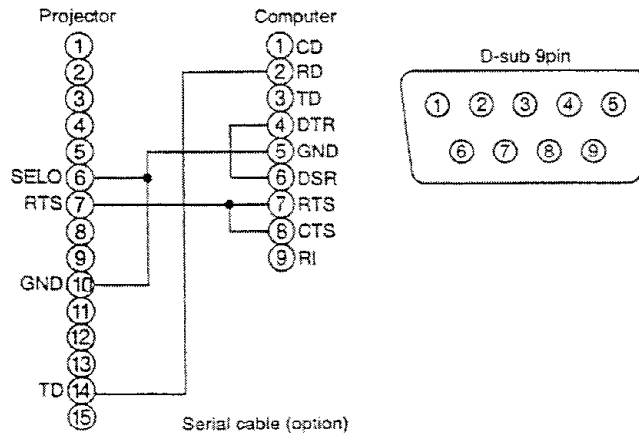 Projector
Computer
1
2
3
4
5
SELO 6
RTS 7
8
9
GND 10
11
12
13
TD 14
15
1 CD
2 RD
3 TD
4 DTR
5 GND
6 DSR
7 RTS
8 CTS
9 RI
Serial cable (option)
D-sub 9pin
1 2 3 4 5
6 7 8 9